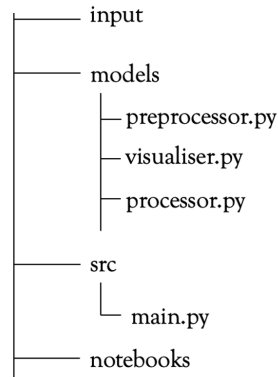 input
models
preprocessor.py
visualiser.py
processor.py
src
main.py
notebooks